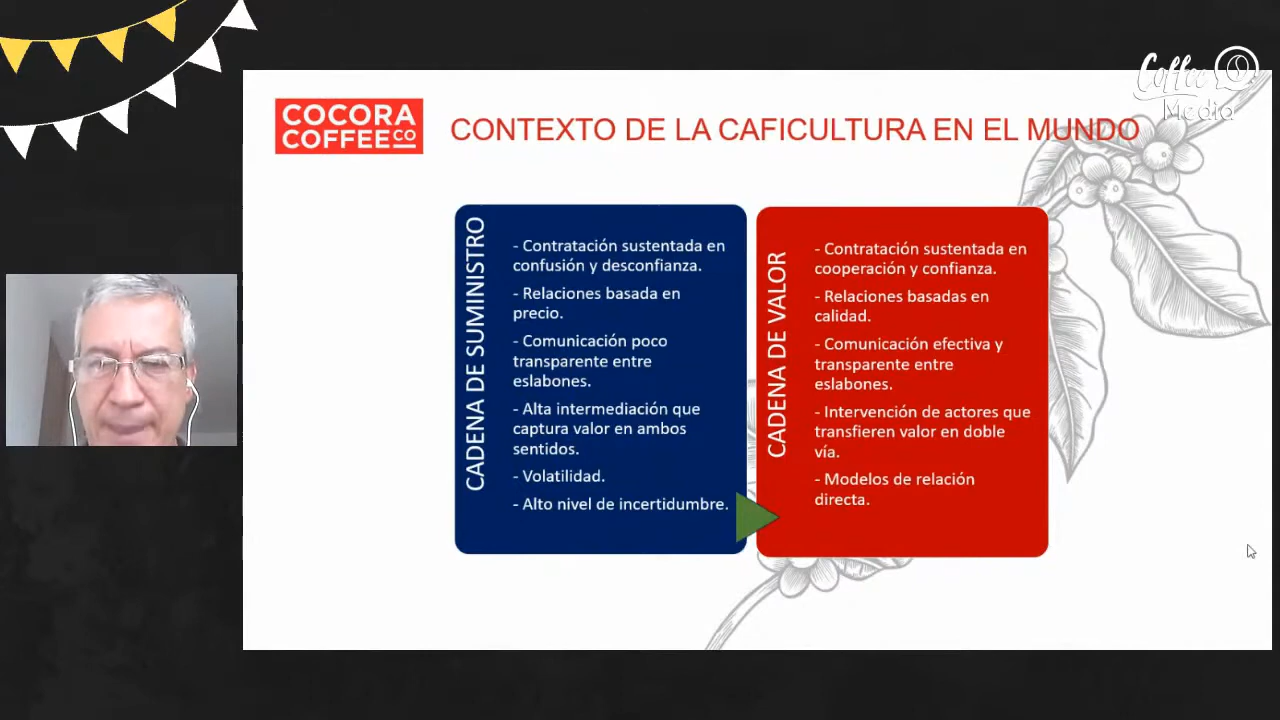 Coffee
Media
COCORA
COFFEE CO
CONTEXTO DE LA CAFICULTURA EN EL MUNDO
CADENA DE SUMINISTRO
- Contratación sustentada en
confusión y desconfianza.
- Relaciones basada en
precio.
- Comunicación poco
transparente entre
eslabones.
- Alta intermediación que
captura valor en ambos
sentidos.
- Volatilidad.
- Alto nivel de incertidumbre.
CADENA DE VALOR
- Contratación sustentada en
cooperación y confianza.
- Relaciones basadas en
calidad.
- Comunicación efectiva y
transparente entre
eslabones.
- Intervención de actores que
transfieren valor en doble
vía.
- Modelos de relación
directa.